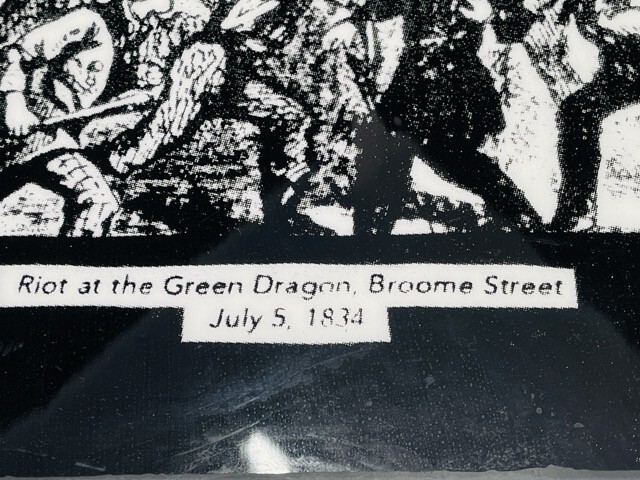 Riot at the Green Dragon, Broome Street
July 5, 1834